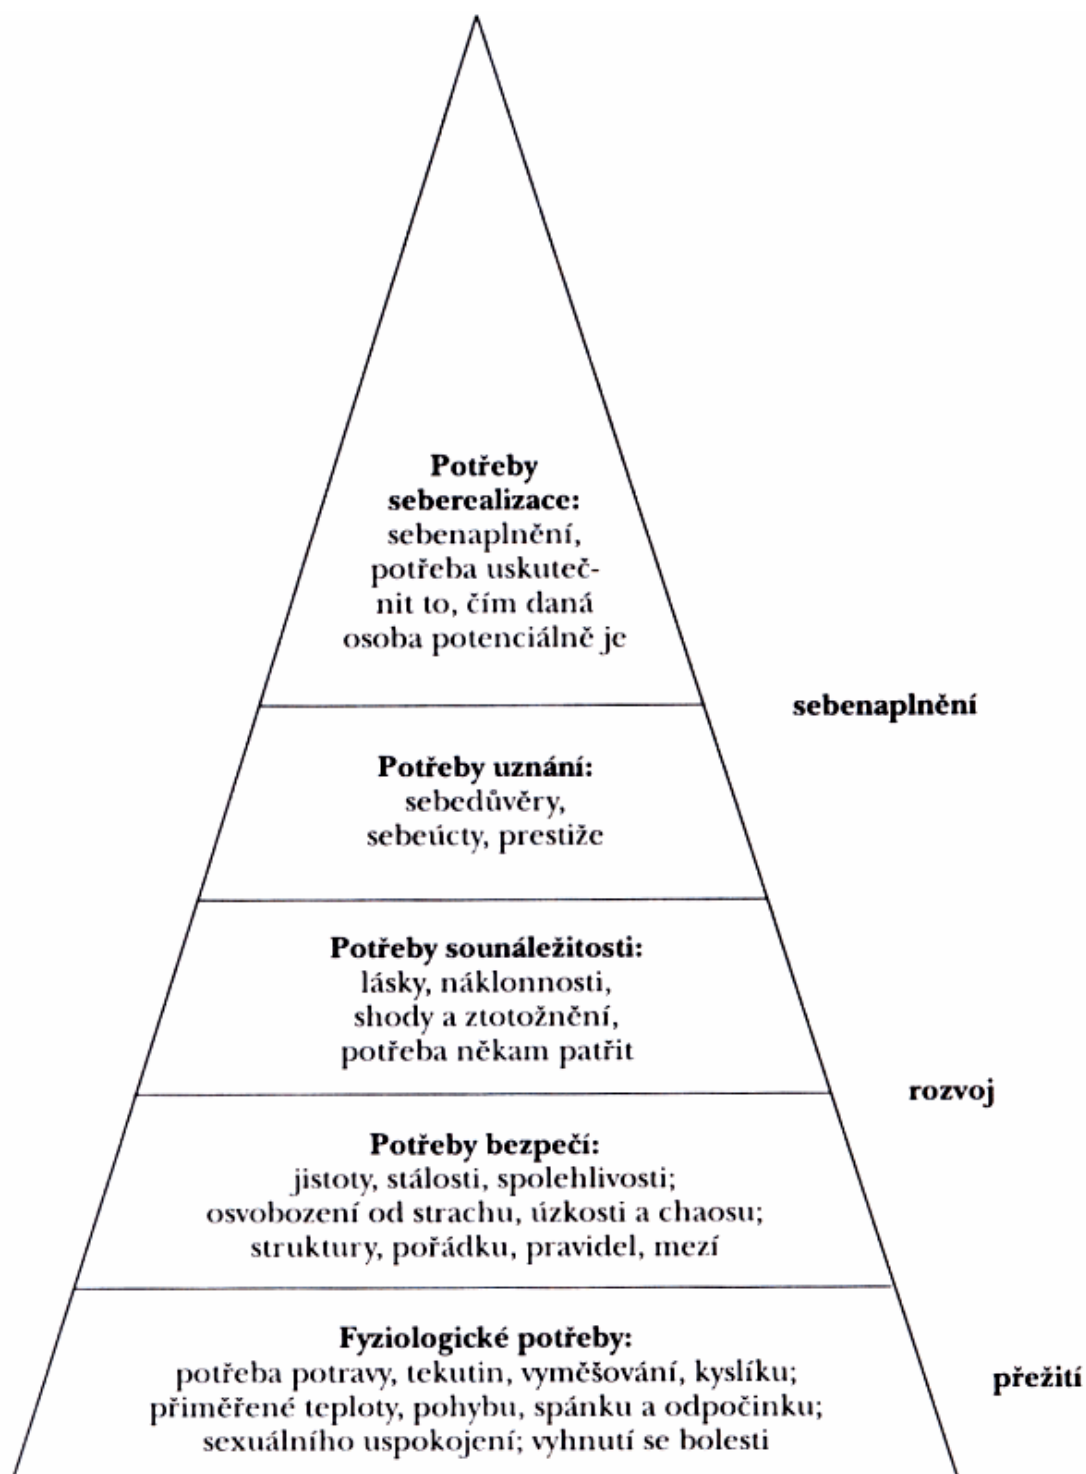 Potřeby
seberealizace:
sebenaplnění,
potřeba uskuteč-
nit to, čím daná
osoba potenciálně je
sebenaplnění
Potřeby uznání:
sebedůvěry,
sebeúcty, prestiže
Potřeby sounáležitosti:
lásky, náklonnosti,
shody a ztotožnění,
potřeba někam patřit
rozvoj
Potřeby bezpečí:
jistoty, stálosti, spolehlivosti;
osvobození od strachu, úzkosti a chaosu;
struktury, pořádku, pravidel, mezí
Fyziologické potřeby:
potřeba potravy, tekutin, vyměšování, kyslíku;
přiměřené teploty, pohybu, spánku a odpočinku;
sexuálního uspokojení; vyhnutí se bolesti
přežití